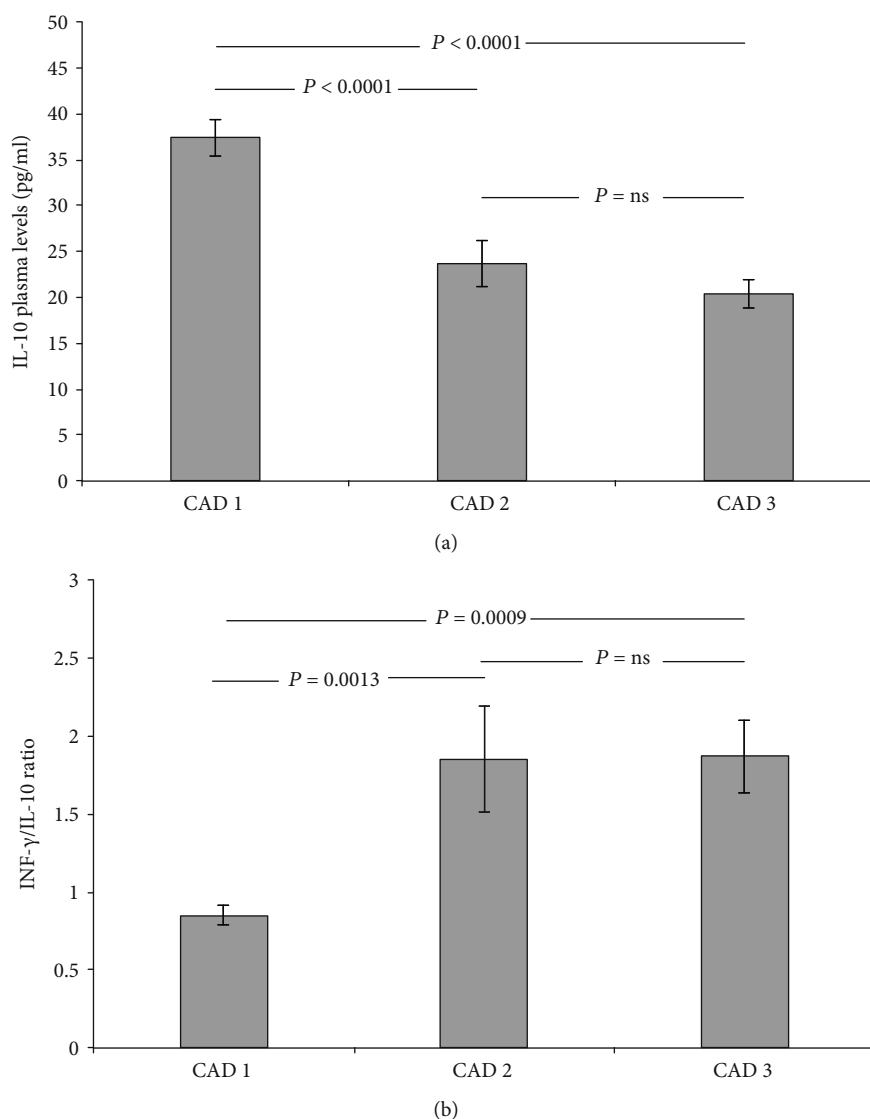 50
45
40
35
30
25
20
15
10
5
0
IL-10 plasma levels (pg/ml)
P < 0.0001
P < 0.0001
P = ns
CAD 1 CAD 2 CAD 3
(a)
3
2.5
2
1.5
1
0.5
0
INF-γ/IL-10 ratio
P = 0.0009
P = ns
P = 0.0013
CAD 1 CAD 2 CAD 3
(b)